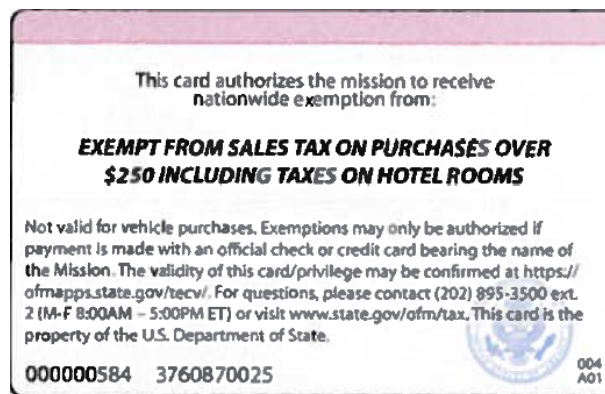 This card authorizes the mission to receive
nationwide exemption from:
EXEMPT FROM SALES TAX ON PURCHASES OVER
$250 INCLUDING TAXES ON HOTEL ROOMS
Not valid for vehicle purchases. Exemptions may only be authorized if
payment is made with an official check or credit card bearing the name of
the Mission. The validity of this card/privilege may be confirmed at https://
ofmapps.state.gov/tecv/. For questions, please contact (202) 895-3500 ext.
2 (M-F 8:00AM – 5:00PM ET) or visit www.state.gov/ofm/tax. This card is the
property of the U.S. Department of State.
000000584 3760870025
004
A01